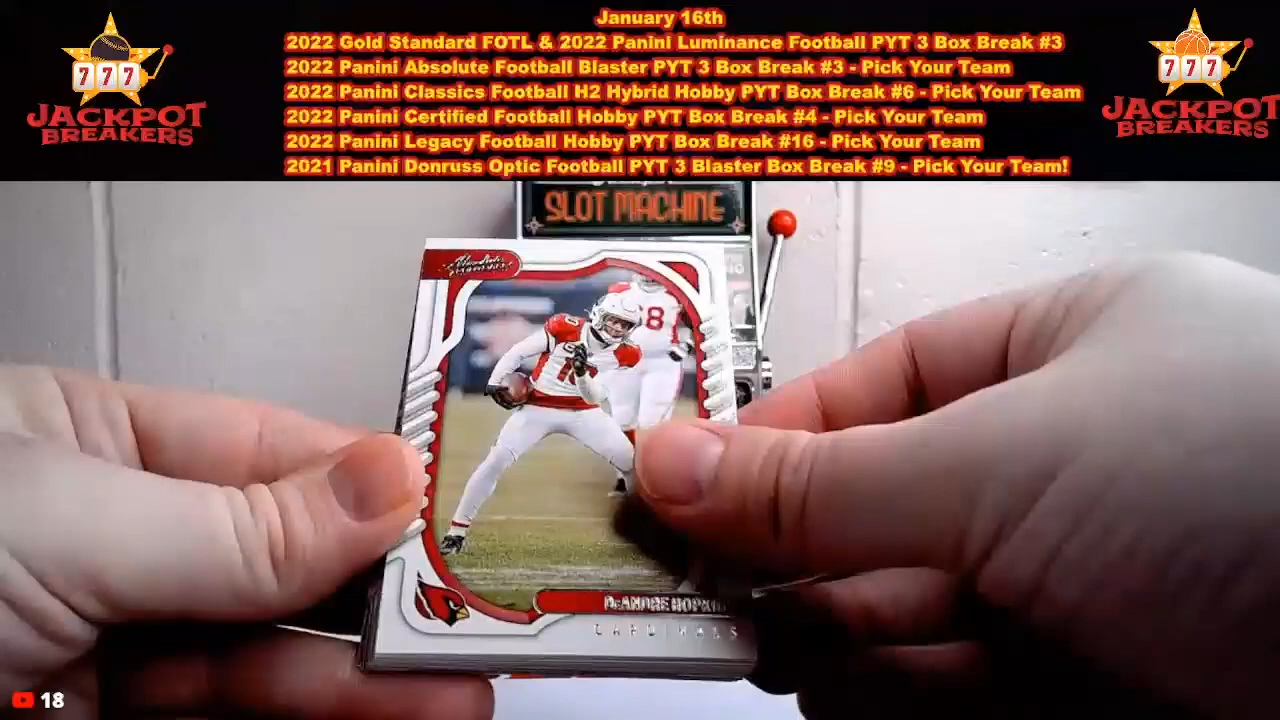 January 16th
2022 Gold Standard FOTL & 2022 Panini Luminance Football PYT 3 Box Break #3
2022 Panini Absolute Football Blaster PYT 3 Box Break #3 - Pick Your Team
2022 Panini Classics Football H2 Hybrid Hobby PYT Box Break #6 - Pick Your Team
2022 Panini Certified Football Hobby PYT Box Break #4 - Pick Your Team
2022 Panini Legacy Football Hobby PYT Box Break #16 - Pick Your Team
2021 Panini Donruss Optic Football PYT 3 Blaster Box Break #9 - Pick Your Team!
777
JACKPOT
BREAKERS
777
JACKPOT
BREAKERS
SLOT MACHINE
Absolute
8
10
DeANDRE HOPKIN
CARDINALS
18